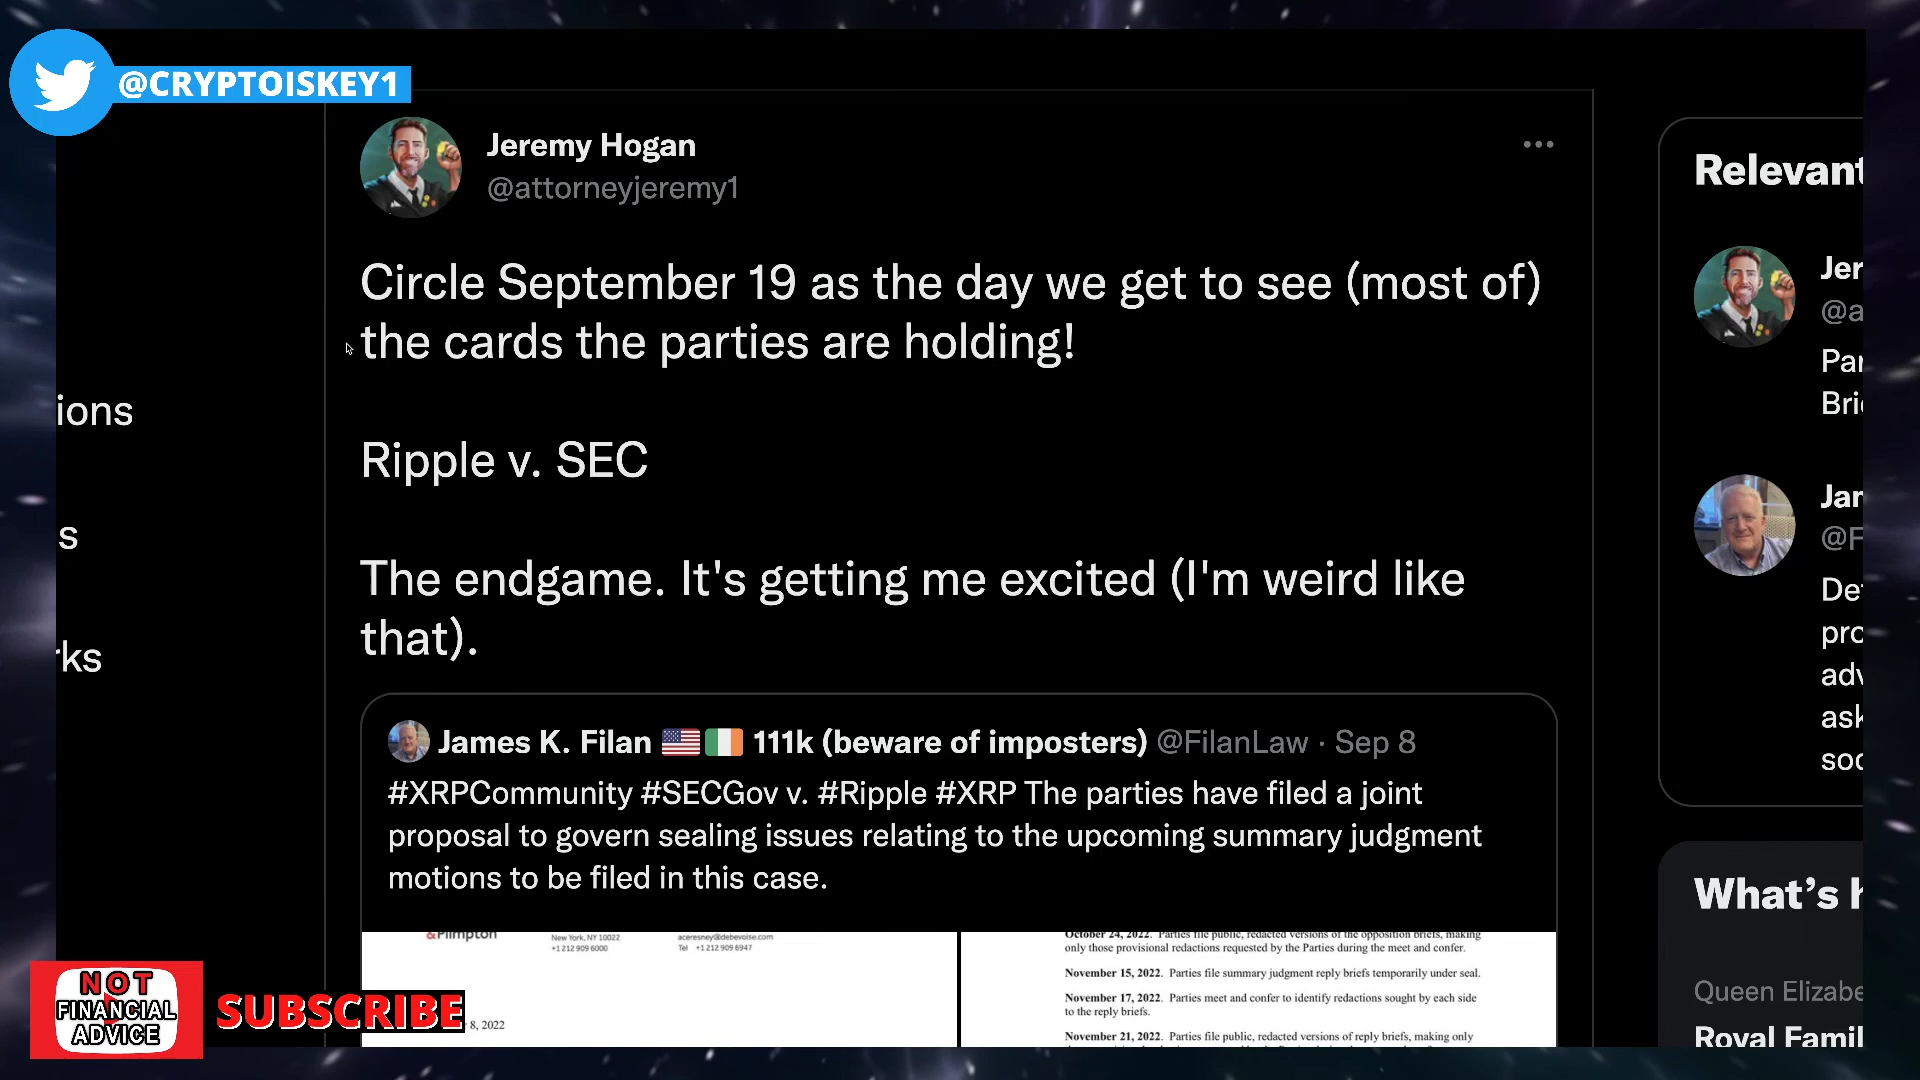 @CRYPTOISKEY1
Jeremy Hogan
@attorneyjeremy1
Circle September 19 as the day we get to see (most of)
the cards the parties are holding!
Ripple v. SEC
The endgame. It's getting me excited (I'm weird like
that).
James K. Filan 🇺🇸🇮🇪 111k (beware of imposters) @FilanLaw · Sep 8
#XRPCommunity #SECGov v. #Ripple #XRP The parties have filed a joint
proposal to govern sealing issues relating to the upcoming summary judgment
motions to be filed in this case.
&Plimpton
New York, NY 10022
+1 212 909 6000
aceresney@debevoise.com
Tel +1 212 909 6947
8, 2022
October 24, 2022. Parties file public, redacted versions of the opposition briefs, making
only those provisional redactions requested by the Parties during the meet and confer.
November 15, 2022. Parties file summary judgment reply briefs temporarily under seal.
November 17, 2022. Parties meet and confer to identify redactions sought by each side
to the reply briefs.
November 21, 2022. Parties file public, redacted versions of reply briefs, making only
ions
s
rks
Relevant
Jer
@a
Par
Brie
Jan
@F
De
pro
adv
ask
soc
What's h
Queen Elizabe
Royal Famil
NOT
FINANCIAL
ADVICE
SUBSCRIBE